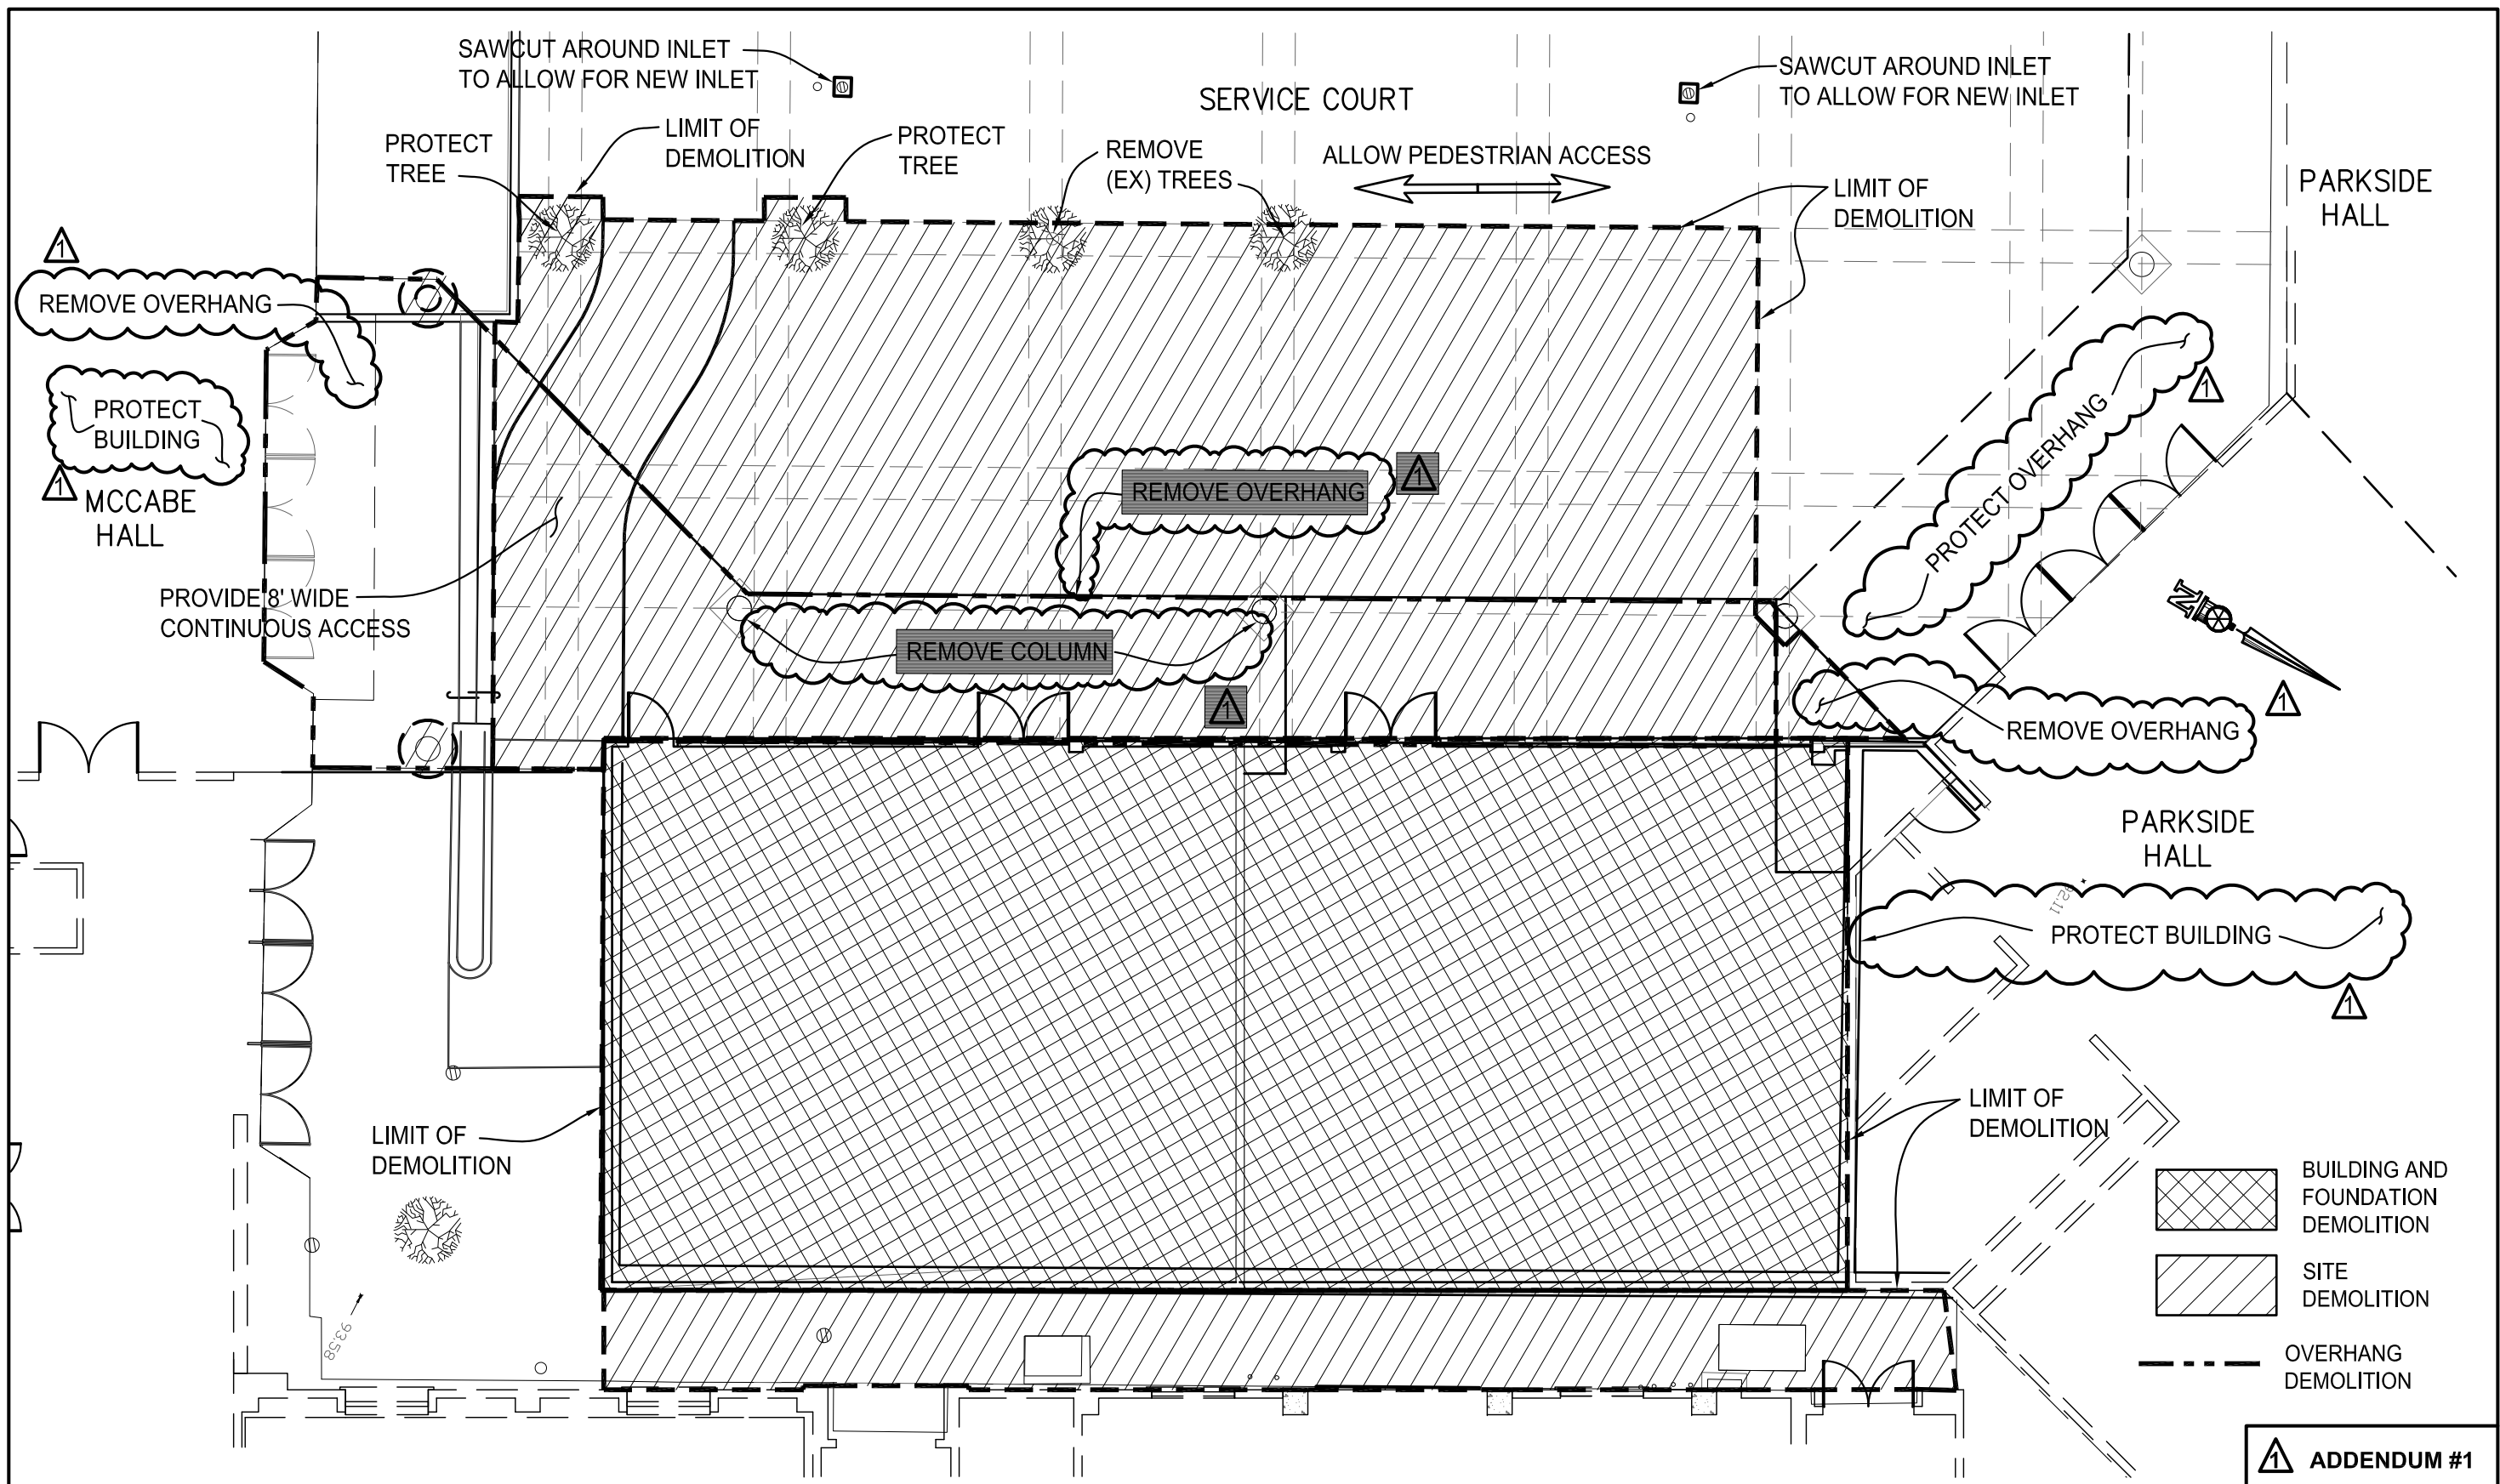 SAWCUT AROUND INLET
TO ALLOW FOR NEW INLET
SERVICE COURT
SAWCUT AROUND INLET
TO ALLOW FOR NEW INLET
PROTECT
TREE
LIMIT OF
DEMOLITION
PROTECT
TREE
REMOVE
(EX) TREES
ALLOW PEDESTRIAN ACCESS
LIMIT OF
DEMOLITION
PARKSIDE
HALL
1
REMOVE OVERHANG
PROTECT
BUILDING
1
MCCABE
HALL
REMOVE OVERHANG
1
PROTECT OVERHANG
1
PROVIDE 8' WIDE
CONTINUOUS ACCESS
REMOVE COLUMN
1
N
REMOVE OVERHANG
1
PARKSIDE
HALL
92.11
PROTECT BUILDING
1
LIMIT OF
DEMOLITION
LIMIT OF
DEMOLITION
93.58
BUILDING AND
FOUNDATION
DEMOLITION
SITE
DEMOLITION
OVERHANG
DEMOLITION
1 ADDENDUM #1